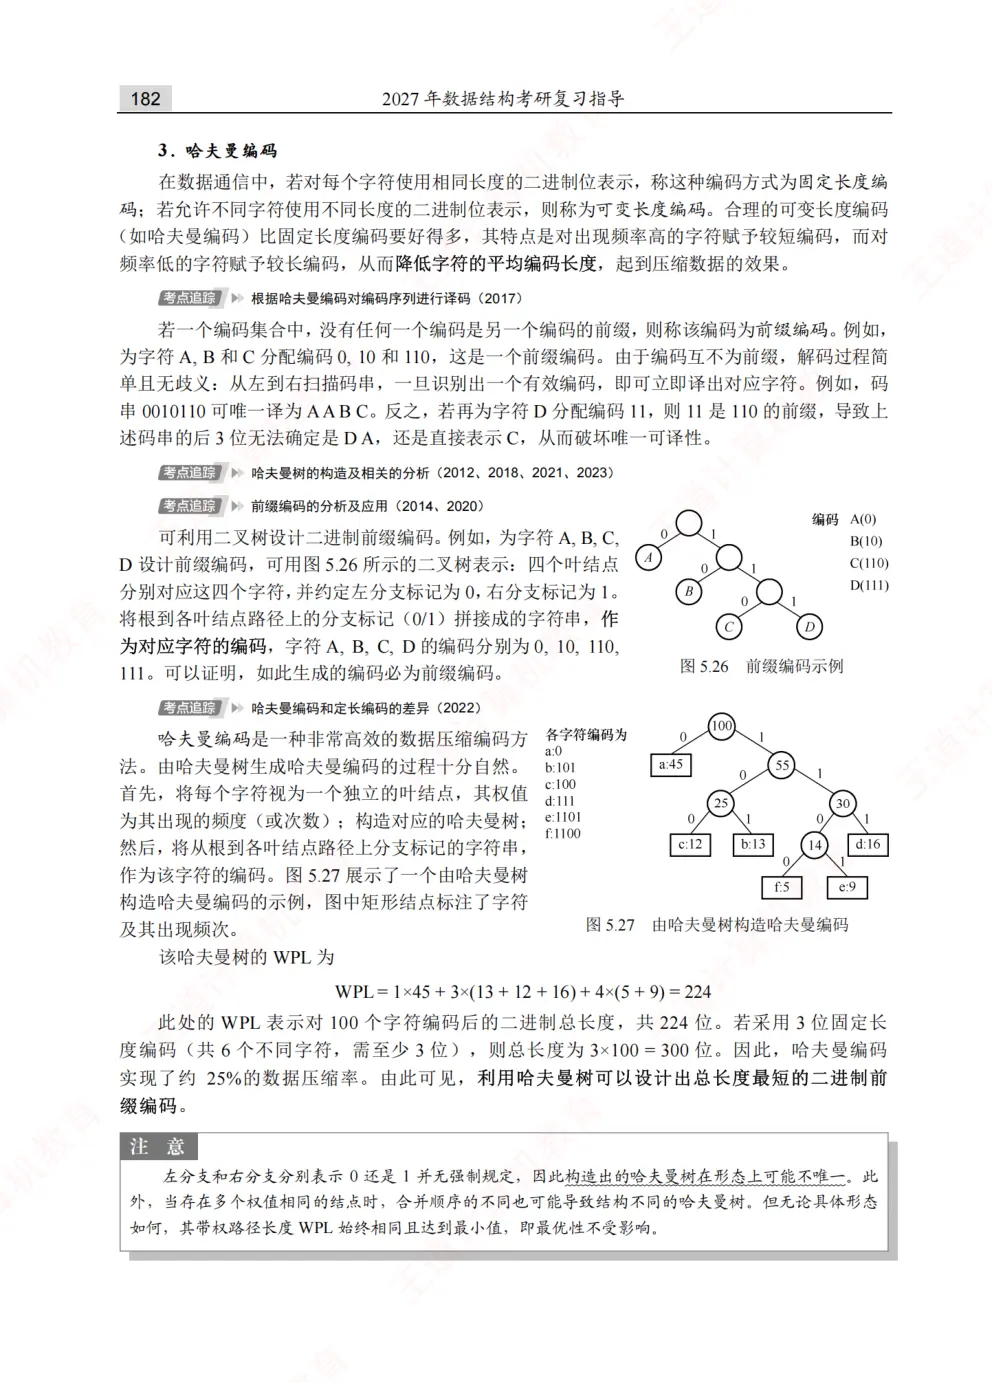 182
2027 年数据结构考研复习指导
3. 哈夫曼编码
在数据通信中，若对每个字符使用相同长度的二进制位表示，称这种编码方式为固定长度编
码；若允许不同字符使用不同长度的二进制位表示，则称为可变长度编码。合理的可变长度编码
（如哈夫曼编码）比固定长度编码要好得多，其特点是对出现频率高的字符赋予较短编码，而对
频率低的字符赋予较长编码，从而降低字符的平均编码长度，起到压缩数据的效果。
考点追踪 根据哈夫曼编码对编码序列进行译码（2017）
若一个编码集合中，没有任何一个编码是另一个编码的前缀，则称该编码为前缀编码。例如，
为字符 A, B 和 C 分配编码 0, 10 和 110，这是一个前缀编码。由于编码互不为前缀，解码过程简
单且无歧义：从左到右扫描码串，一旦识别出一个有效编码，即可立即译出对应字符。例如，码
串 0010110 可唯一译为 A A B C。反之，若再为字符 D 分配编码 11，则 11 是 110 的前缀，导致上
述码串的后 3 位无法确定是 D A，还是直接表示 C，从而破坏唯一可译性。
考点追踪 哈夫曼树的构造及相关的分析（2012、2018、2021、2023）
考点追踪 前缀编码的分析及应用（2014、2020）
可利用二叉树设计二进制前缀编码。例如，为字符 A, B, C,
D 设计前缀编码，可用图 5.26 所示的二叉树表示：四个叶结点
分别对应这四个字符，并约定左分支标记为 0，右分支标记为 1。
将根到各叶结点路径上的分支标记（0/1）拼接成的字符串，作
为对应字符的编码，字符 A, B, C, D 的编码分别为 0, 10, 110,
111。可以证明，如此生成的编码必为前缀编码。
0 1
A
0 1
B
0 1
C D
编码 A(0)
B(10)
C(110)
D(111)
图 5.26 前缀编码示例
考点追踪 哈夫曼编码和定长编码的差异（2022）
哈夫曼编码是一种非常高效的数据压缩编码方
法。由哈夫曼树生成哈夫曼编码的过程十分自然。
首先，将每个字符视为一个独立的叶结点，其权值
为其出现的频度（或次数）；构造对应的哈夫曼树；
然后，将从根到各叶结点路径上分支标记的字符串，
作为该字符的编码。图 5.27 展示了一个由哈夫曼树
构造哈夫曼编码的示例，图中矩形结点标注了字符
及其出现频次。
各字符编码为
a:0
b:101
c:100
d:111
e:1101
f:1100
100
0 1
a:45 55
0 1
25 30
0 1 0 1
c:12 b:13 14 d:16
0 1
f:5 e:9
图 5.27 由哈夫曼树构造哈夫曼编码
该哈夫曼树的 WPL 为
WPL = 1×45 + 3×(13 + 12 + 16) + 4×(5 + 9) = 224
此处的 WPL 表示对 100 个字符编码后的二进制总长度，共 224 位。若采用 3 位固定长
度编码（共 6 个不同字符，需至少 3 位），则总长度为 3×100 = 300 位。因此，哈夫曼编码
实现了约 25%的数据压缩率。由此可见，利用哈夫曼树可以设计出总长度最短的二进制前
缀编码。
注 意
左分支和右分支分别表示 0 还是 1 并无强制规定，因此构造出的哈夫曼树在形态上可能不唯一。此
外，当存在多个权值相同的结点时，合并顺序的不同也可能导致结构不同的哈夫曼树。但无论具体形态
如何，其带权路径长度 WPL 始终相同且达到最小值，即最优性不受影响。